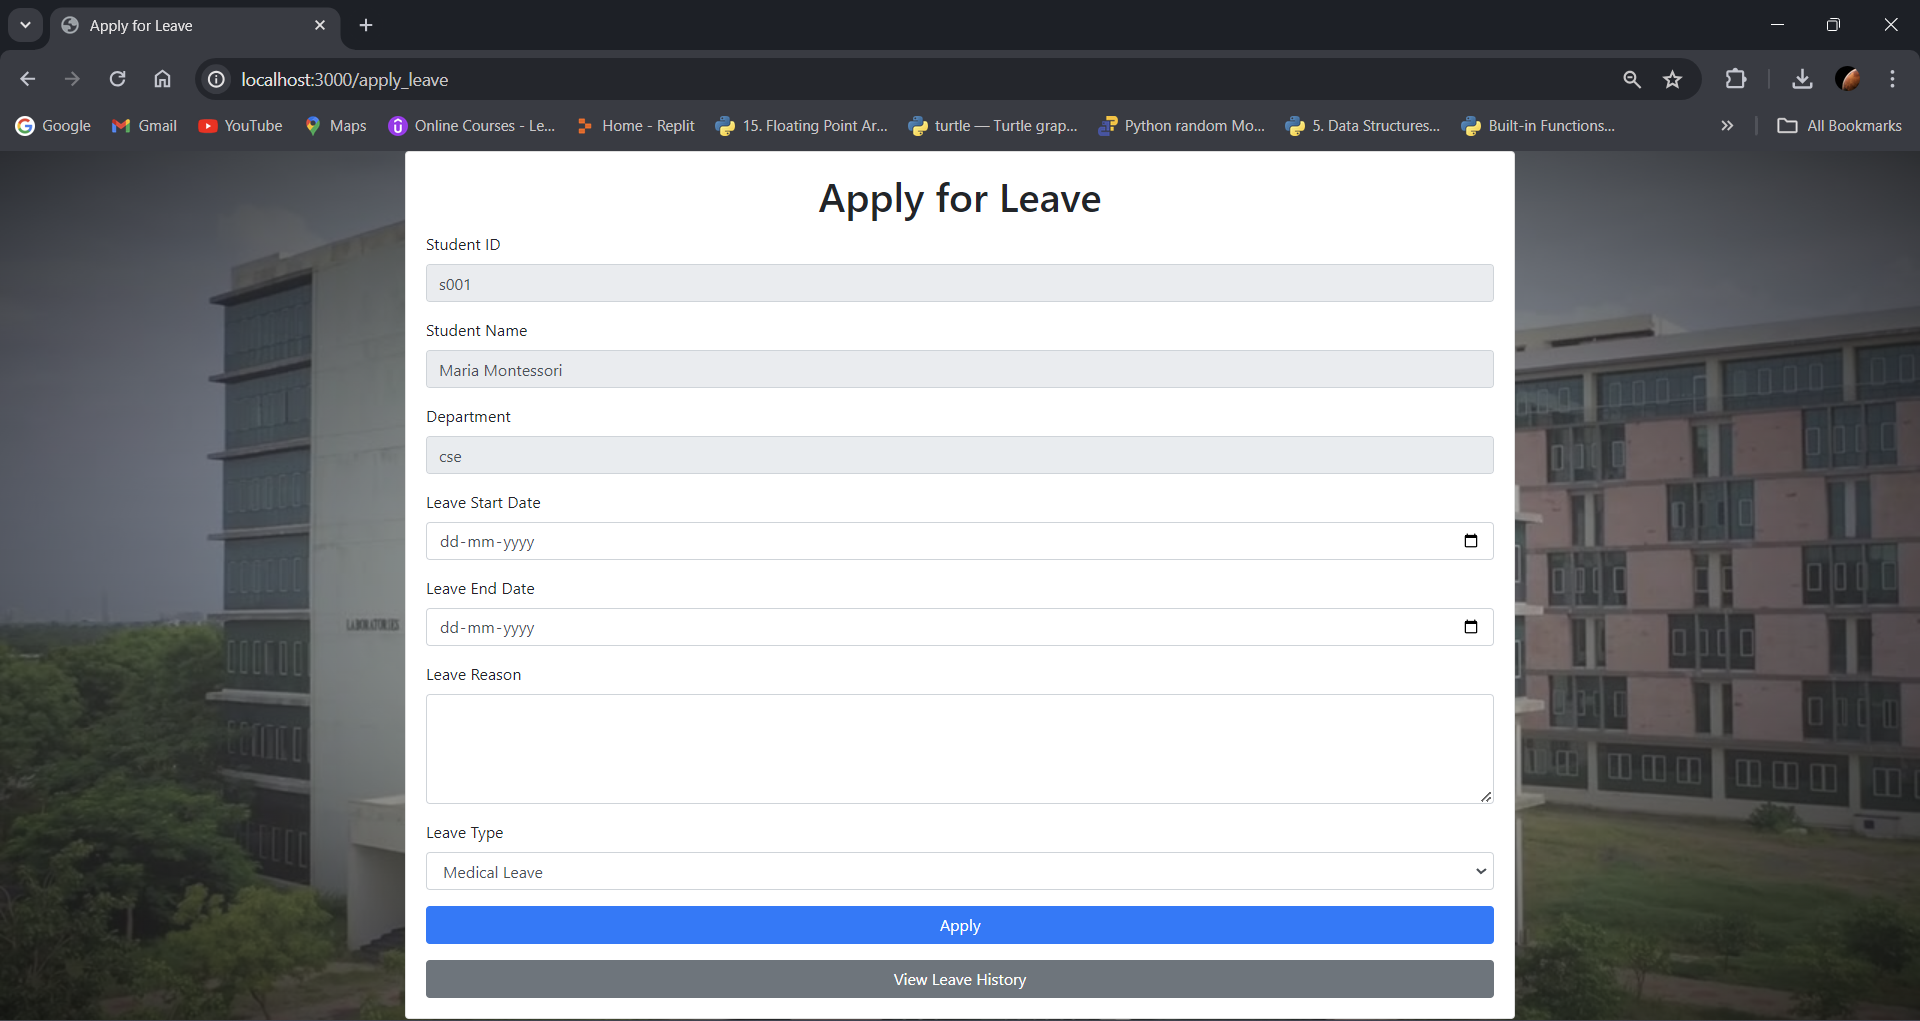 Apply for Leave
localhost:3000/apply_leave
Google Gmail YouTube Maps Online Courses - Le... Home - Replit 15. Floating Point Ar... turtle — Turtle grap... Python random Mo... 5. Data Structures... Built-in Functions... » All Bookmarks
Apply for Leave
Student ID
s001
Student Name
Maria Montessori
Department
cse
Leave Start Date
dd-mm-yyyy
Leave End Date
dd-mm-yyyy
LABORATORIES
Leave Reason
Leave Type
Medical Leave
Apply
View Leave History